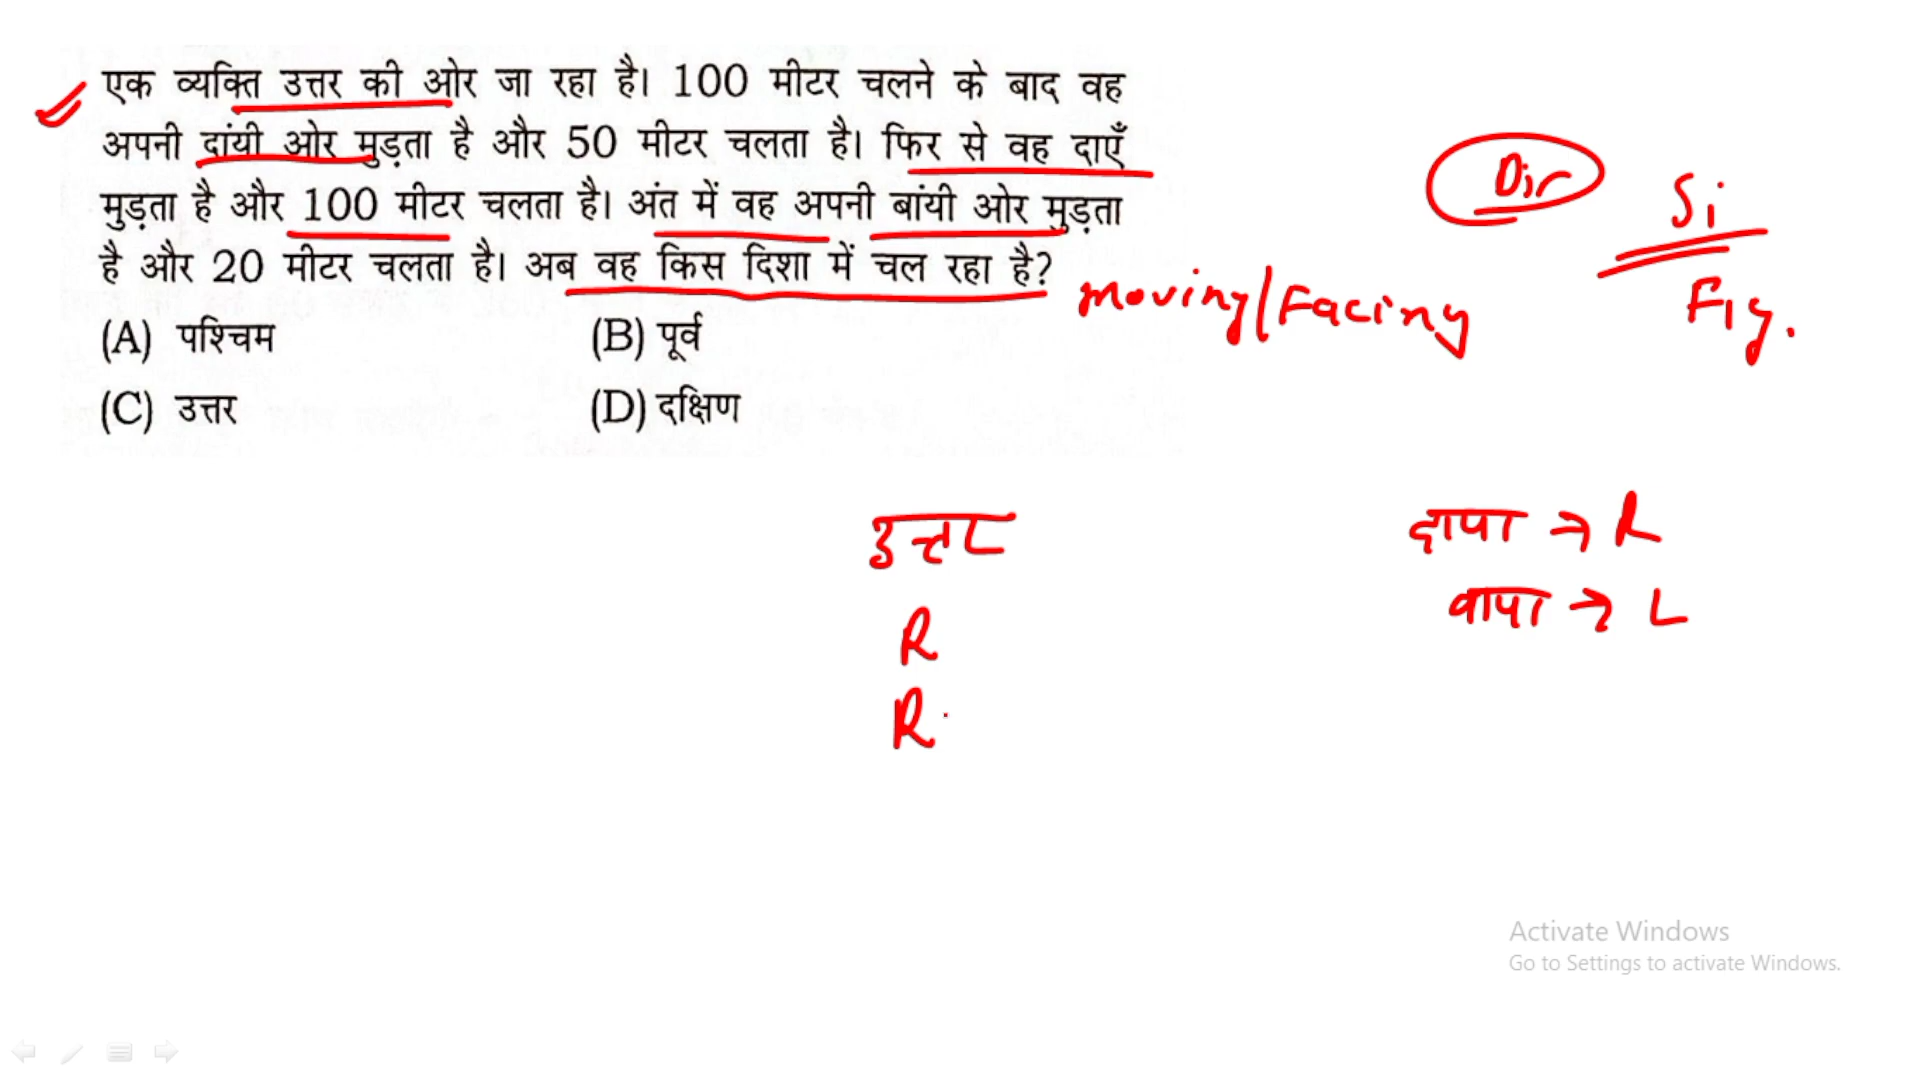 एक व्यक्ति उत्तर की ओर जा रहा है। 100 मीटर चलने के बाद वह
अपनी दांयी ओर मुड़ता है और 50 मीटर चलता है। फिर से वह दाएँ
मुड़ता है और 100 मीटर चलता है। अंत में वह अपनी बांयी ओर मुड़ता
है और 20 मीटर चलता है। अब वह किस दिशा में चल रहा है?
(A) पश्चिम (B) पूर्व
(C) उत्तर (D) दक्षिण
Dir
Si
Moving/Facing
Fig.
उत्तर
R
R
दाया → R
बाया → L
Activate Windows
Go to Settings to activate Windows.